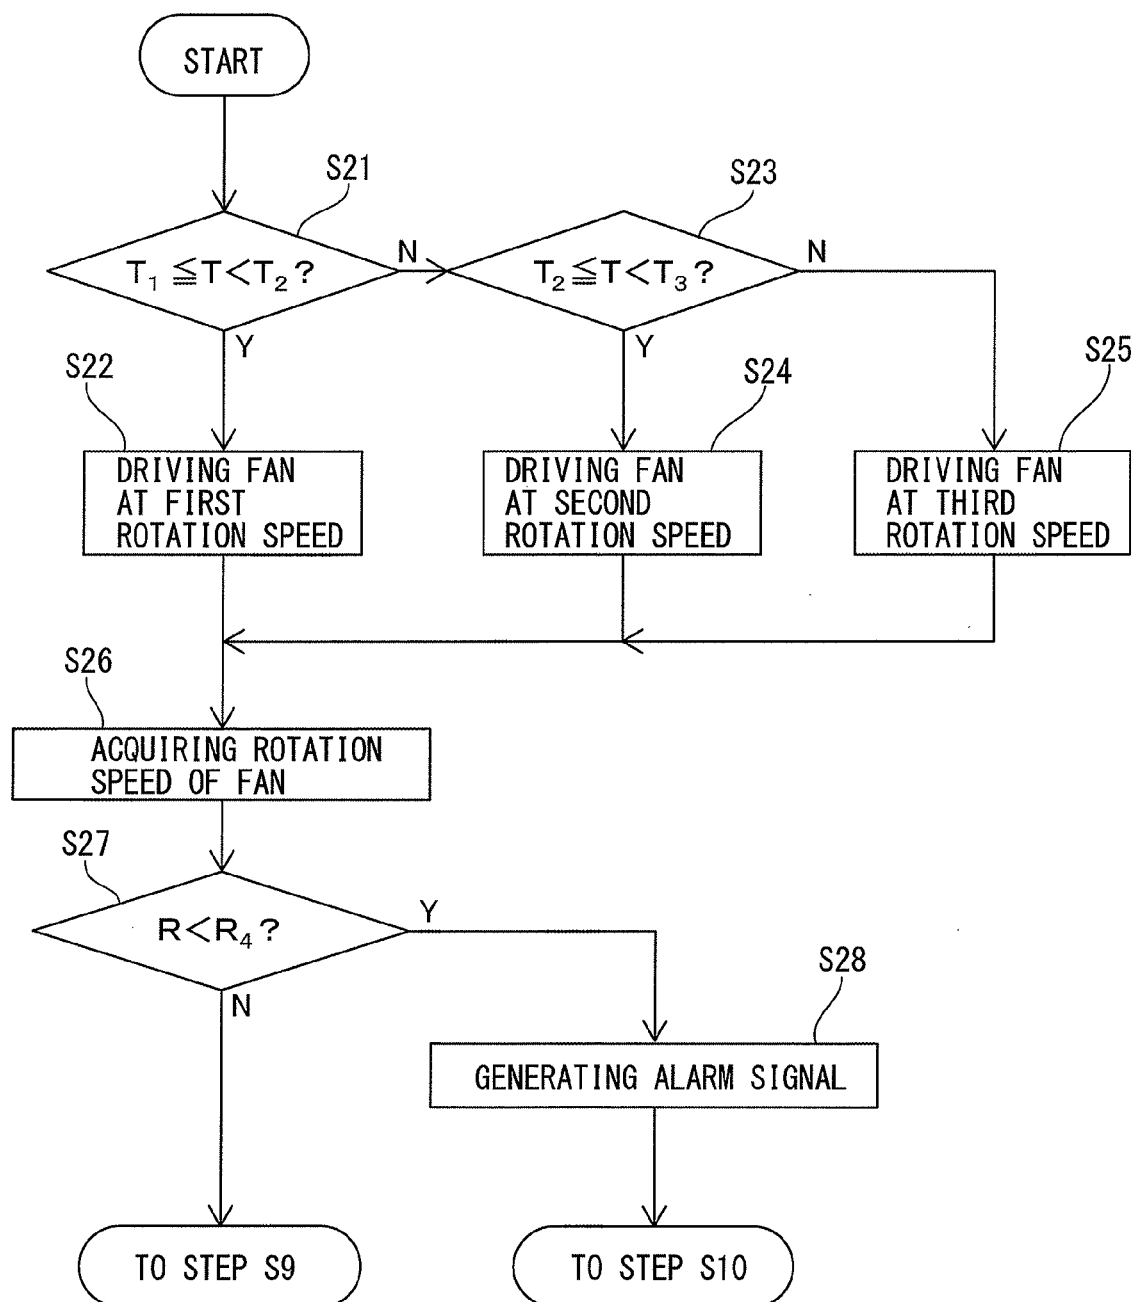 START
S21
S23
T₁≦T<T₂?
N
T₂≦T<T₃?
N
Y
Y
S22
S24
S25
DRIVING FAN
AT FIRST
ROTATION SPEED
DRIVING FAN
AT SECOND
ROTATION SPEED
DRIVING FAN
AT THIRD
ROTATION SPEED
S26
ACQUIRING ROTATION
SPEED OF FAN
S27
R<R₄?
Y
N
S28
GENERATING ALARM SIGNAL
TO STEP S9
TO STEP S10